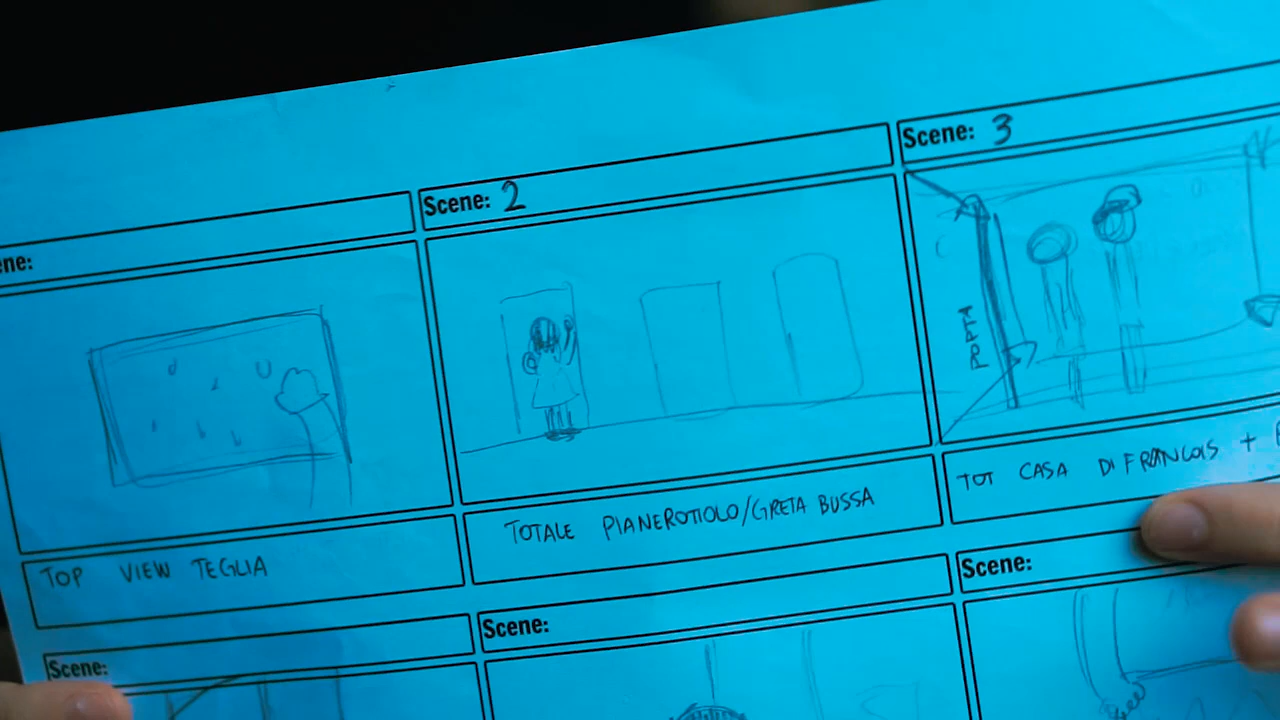 ne:
Scene: 2
Scene: 3
PORTA
TOP VIEW TEGLIA
TOTALE PIANEROTTOLO/GRETA BUSSA
TOT CASA DI FRANCOIS +
Scene:
Scene:
Scene: